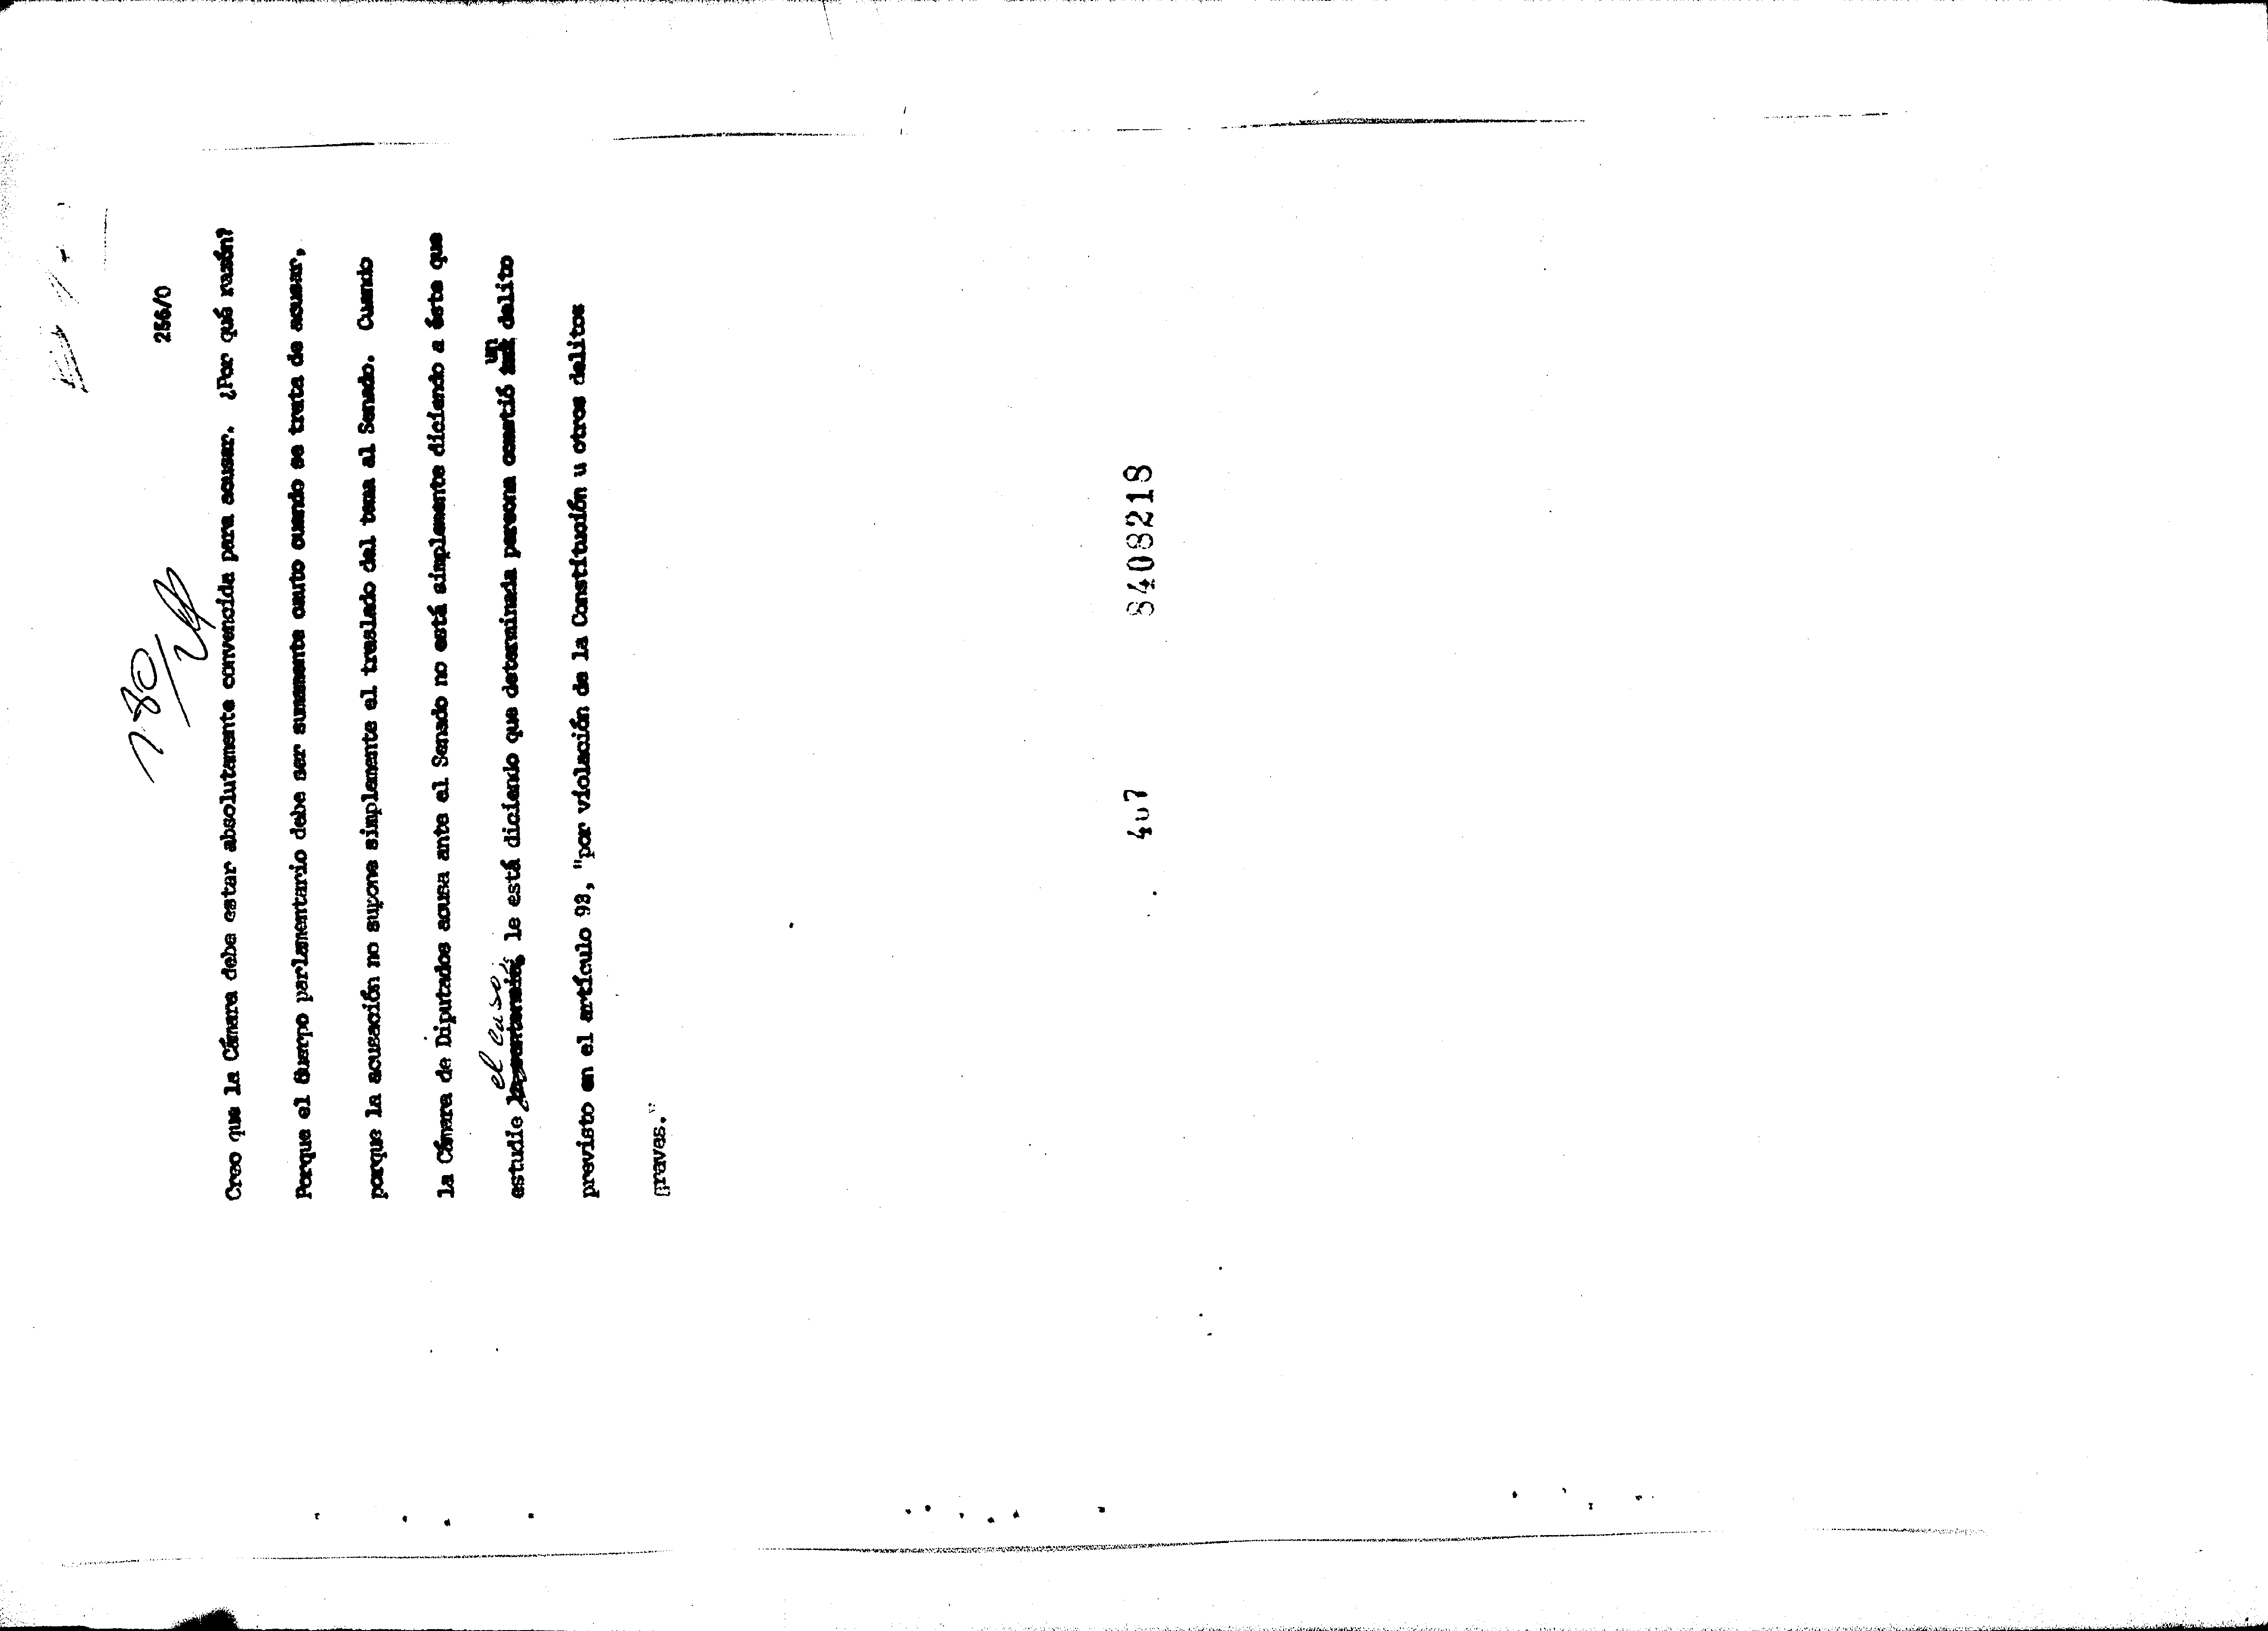 256/0
180
Creo que la Cámara debe estar absolutamente convencida para acusar. ¿Por qué razón?
Porque el Cuerpo parlamentario debe ser sumamente cauto cuando se trata de acusar,
porque la acusación no supone simplemente el traslado del tema al Senado. Cuando
la Cámara de Diputados acusa ante el Senado no está simplemente diciendo a éste que
estudie el caso; le está diciendo que determinada persona cometió un delito
previsto en el artículo 93, "por violación de la Constitución u otros delitos
graves."
407 8408218